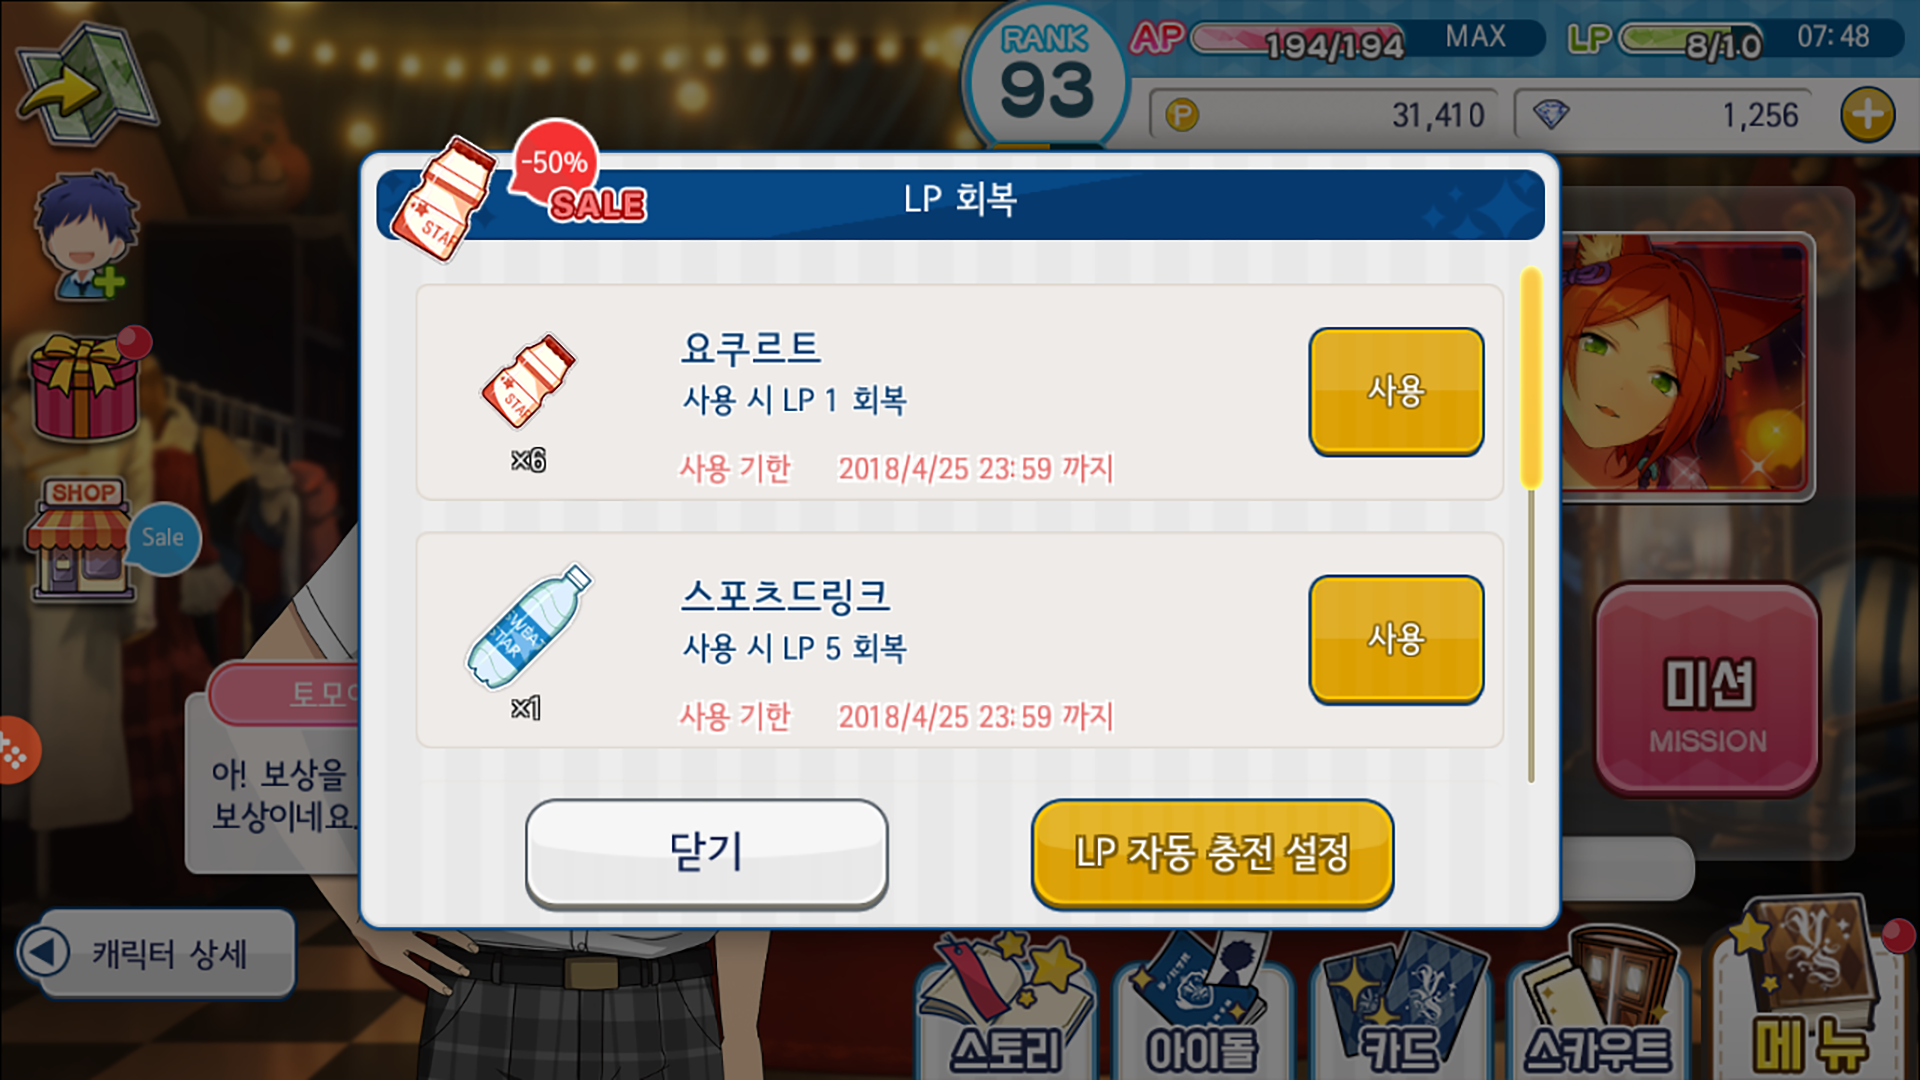 RANK
93
AP
194/194
MAX
LP
8/10
07:48
P
31,410
1,256
-50%
SALE
STAR
LP 회복
요쿠르트
사용 시 LP 1 회복
STAR
x6
사용 기한 2018/4/25 23:59 까지
사용
스포츠드링크
사용 시 LP 5 회복
SWEAT
STAR
x1
사용 기한 2018/4/25 23:59 까지
사용
닫기
LP 자동 충전 설정
SHOP
Sale
아! 보상을
보상이네요.
캐릭터 상세
미션
MISSION
스토리
아이돌
카드
스카우트
메뉴